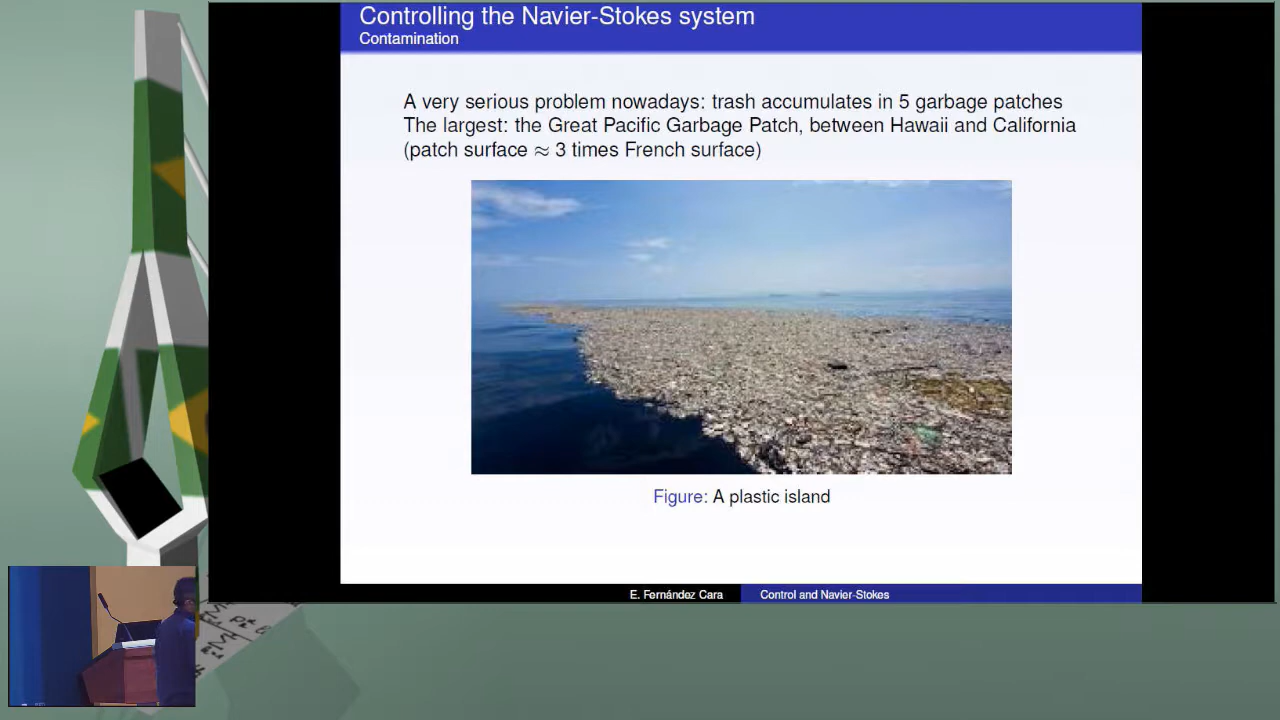 Controlling the Navier-Stokes system
Contamination
A very serious problem nowadays: trash accumulates in 5 garbage patches
The largest: the Great Pacific Garbage Patch, between Hawaii and California
(patch surface ≈ 3 times French surface)
Figure: A plastic island
E. Fernández Cara
Control and Navier-Stokes